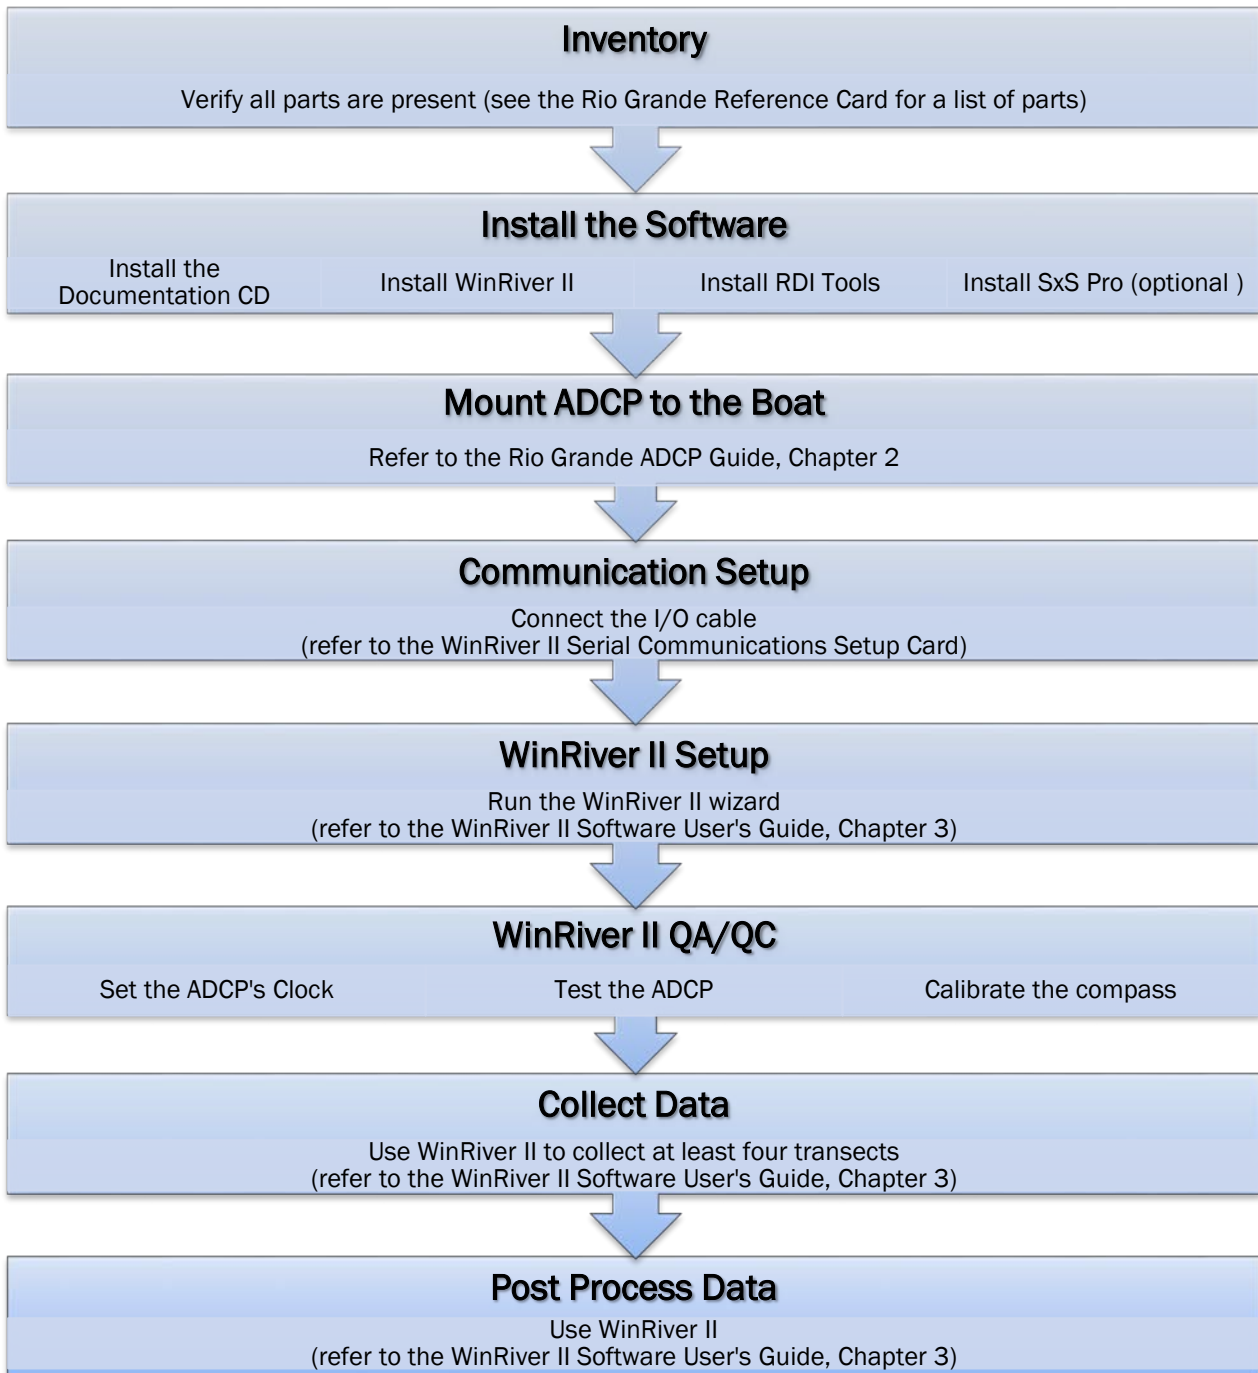 Inventory
Verify all parts are present (see the Rio Grande Reference Card for a list of parts)
Install the Software
Install the
Documentation CD
Install WinRiver II
Install RDI Tools
Install SxS Pro (optional )
Mount ADCP to the Boat
Refer to the Rio Grande ADCP Guide, Chapter 2
Communication Setup
Connect the I/O cable
(refer to the WinRiver II Serial Communications Setup Card)
WinRiver II Setup
Run the WinRiver II wizard
(refer to the WinRiver II Software User's Guide, Chapter 3)
WinRiver II QA/QC
Set the ADCP's Clock
Test the ADCP
Calibrate the compass
Collect Data
Use WinRiver II to collect at least four transects
(refer to the WinRiver II Software User's Guide, Chapter 3)
Post Process Data
Use WinRiver II
(refer to the WinRiver II Software User's Guide, Chapter 3)